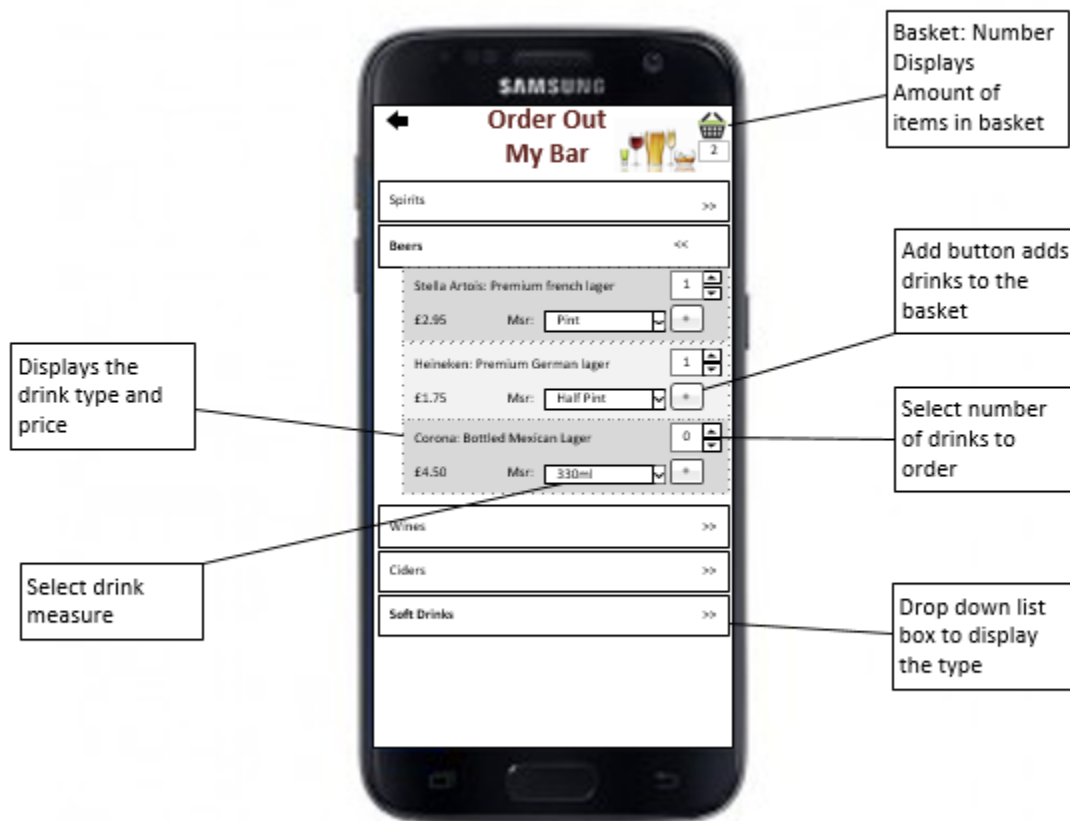 SAMSUNG
Order Out
My Bar
2
Spirits >>
Beers <<
Stella Artois: Premium french lager 1
£2.95 Msr: Pint +
Heineken: Premium German lager 1
£1.75 Msr: Half Pint +
Corona: Bottled Mexican Lager 0
£4.50 Msr: 330ml +
Wines >>
Ciders >>
Soft Drinks >>
Basket: Number
Displays
Amount of
items in basket
Add button adds
drinks to the
basket
Displays the
drink type and
price
Select number
of drinks to
order
Select drink
measure
Drop down list
box to display
the type